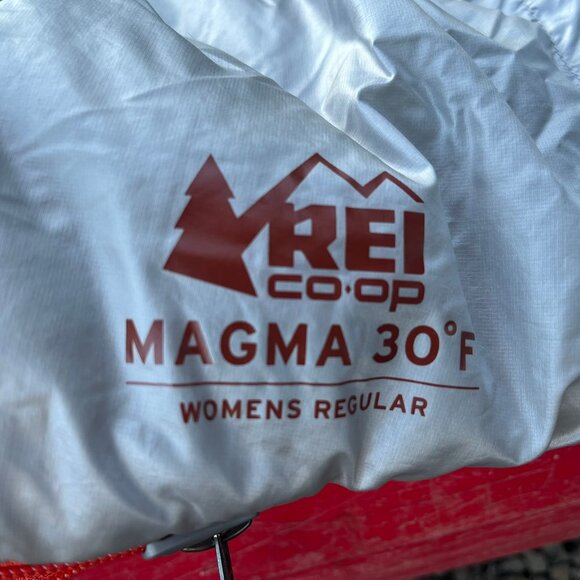 REI
CO·OP
MAGMA 30°F
WOMENS REGULAR